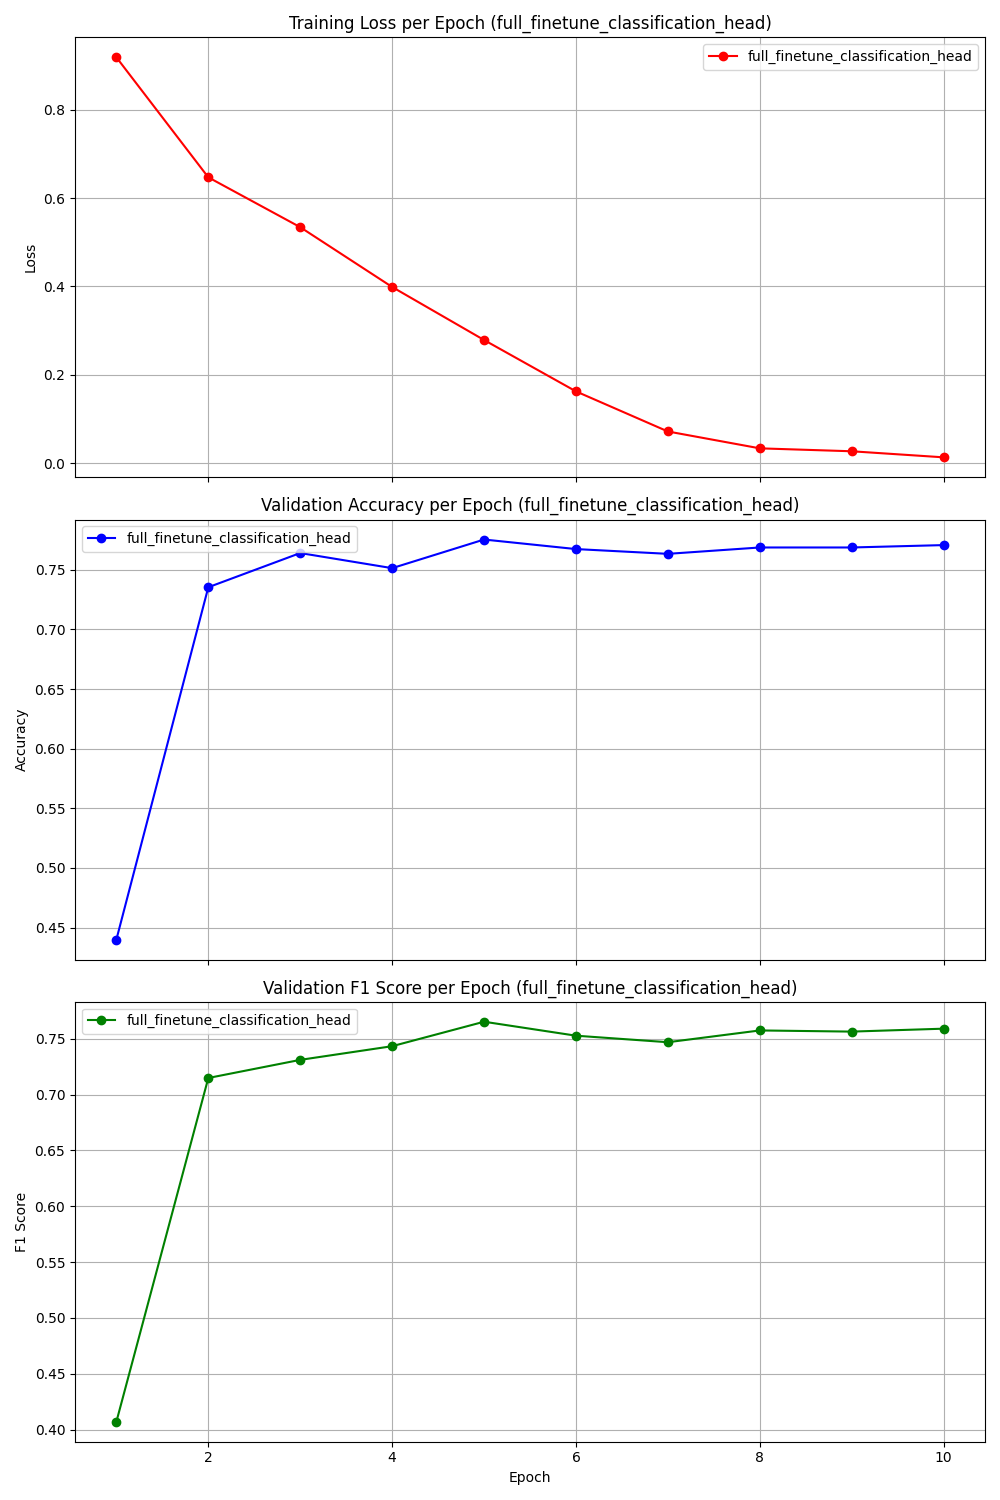 Training Loss per Epoch (full_finetune_classification_head)
full_finetune_classification_head
0.8
0.6
0.4
0.2
0.0
Loss
Validation Accuracy per Epoch (full_finetune_classification_head)
full_finetune_classification_head
0.75
0.70
0.65
0.60
0.55
0.50
0.45
Accuracy
Validation F1 Score per Epoch (full_finetune_classification_head)
full_finetune_classification_head
0.75
0.70
0.65
0.60
0.55
0.50
0.45
0.40
F1 Score
2 4 6 8 10
Epoch